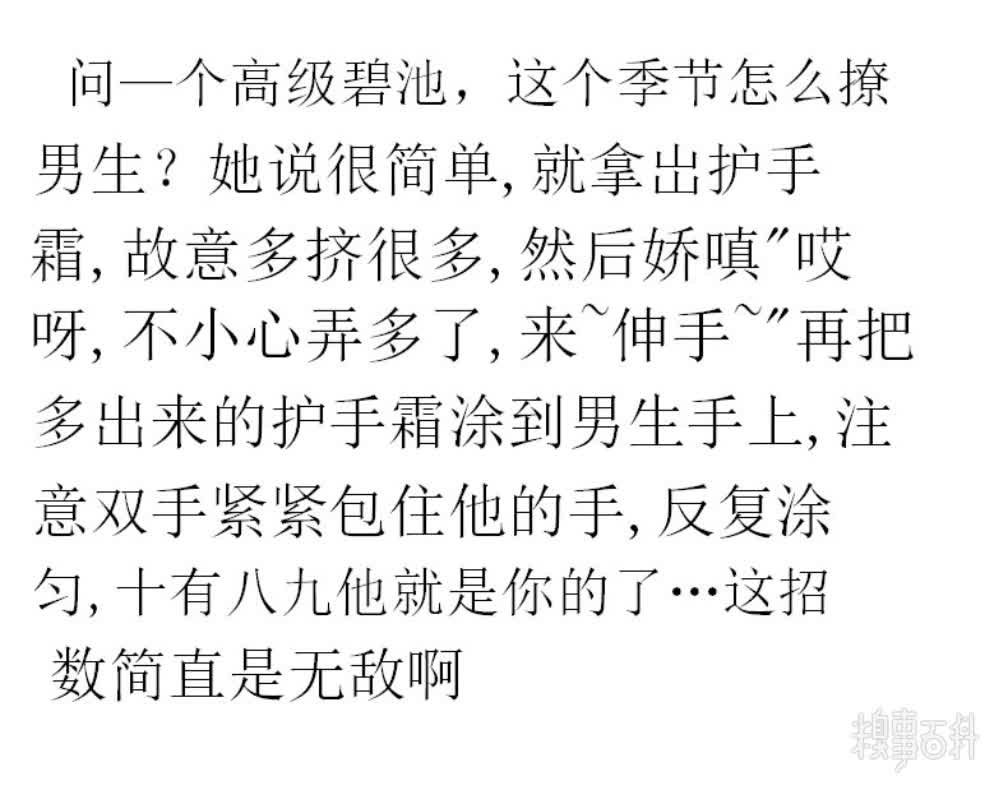 问一个高级碧池，这个季节怎么撩
男生？她说很简单,就拿出护手
霜,故意多挤很多,然后娇嗔"哎
呀,不小心弄多了,来~伸手~"再把
多出来的护手霜涂到男生手上,注
意双手紧紧包住他的手,反复涂
匀,十有八九他就是你的了…这招
数简直是无敌啊
糗事百科